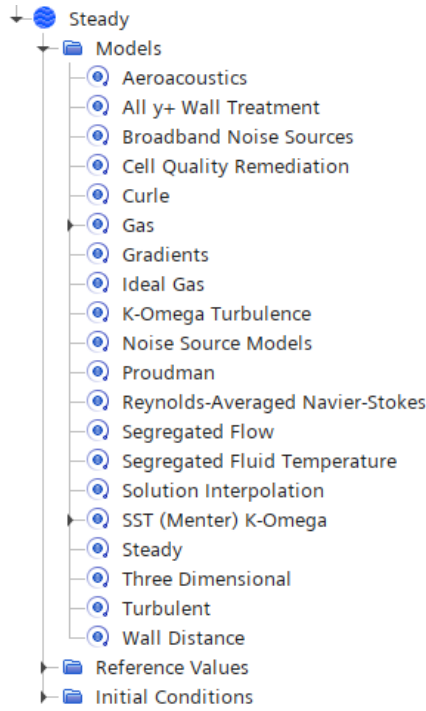 Steady
Models
Aeroacoustics
All y+ Wall Treatment
Broadband Noise Sources
Cell Quality Remediation
Curle
Gas
Gradients
Ideal Gas
K-Omega Turbulence
Noise Source Models
Proudman
Reynolds-Averaged Navier-Stokes
Segregated Flow
Segregated Fluid Temperature
Solution Interpolation
SST (Menter) K-Omega
Steady
Three Dimensional
Turbulent
Wall Distance
Reference Values
Initial Conditions